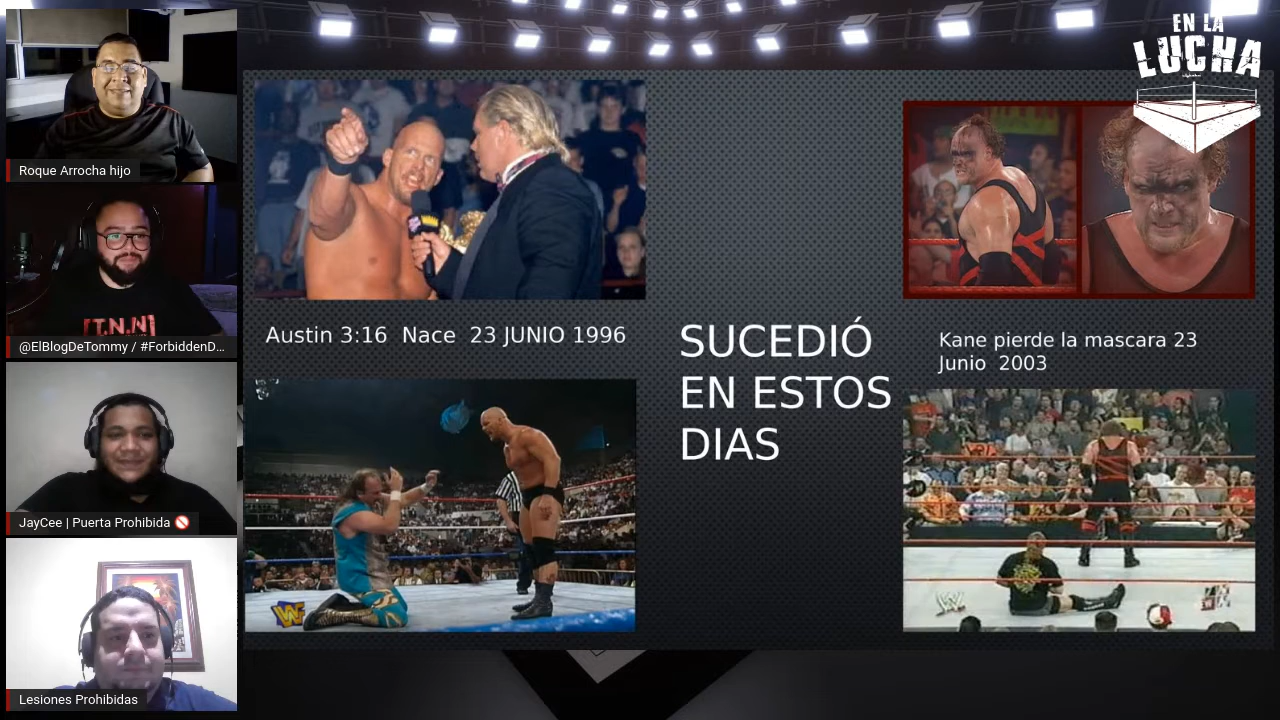 EN LA
LUCHA
Roque Arrocha hijo
@ElBlogDeTommy / #ForbiddenD...
[T.N.N]
JayCee | Puerta Prohibida 🚫
Lesiones Prohibidas
Austin 3:16 Nace 23 JUNIO 1996
SUCEDIÓ
EN ESTOS
DIAS
Kane pierde la mascara 23
Junio 2003